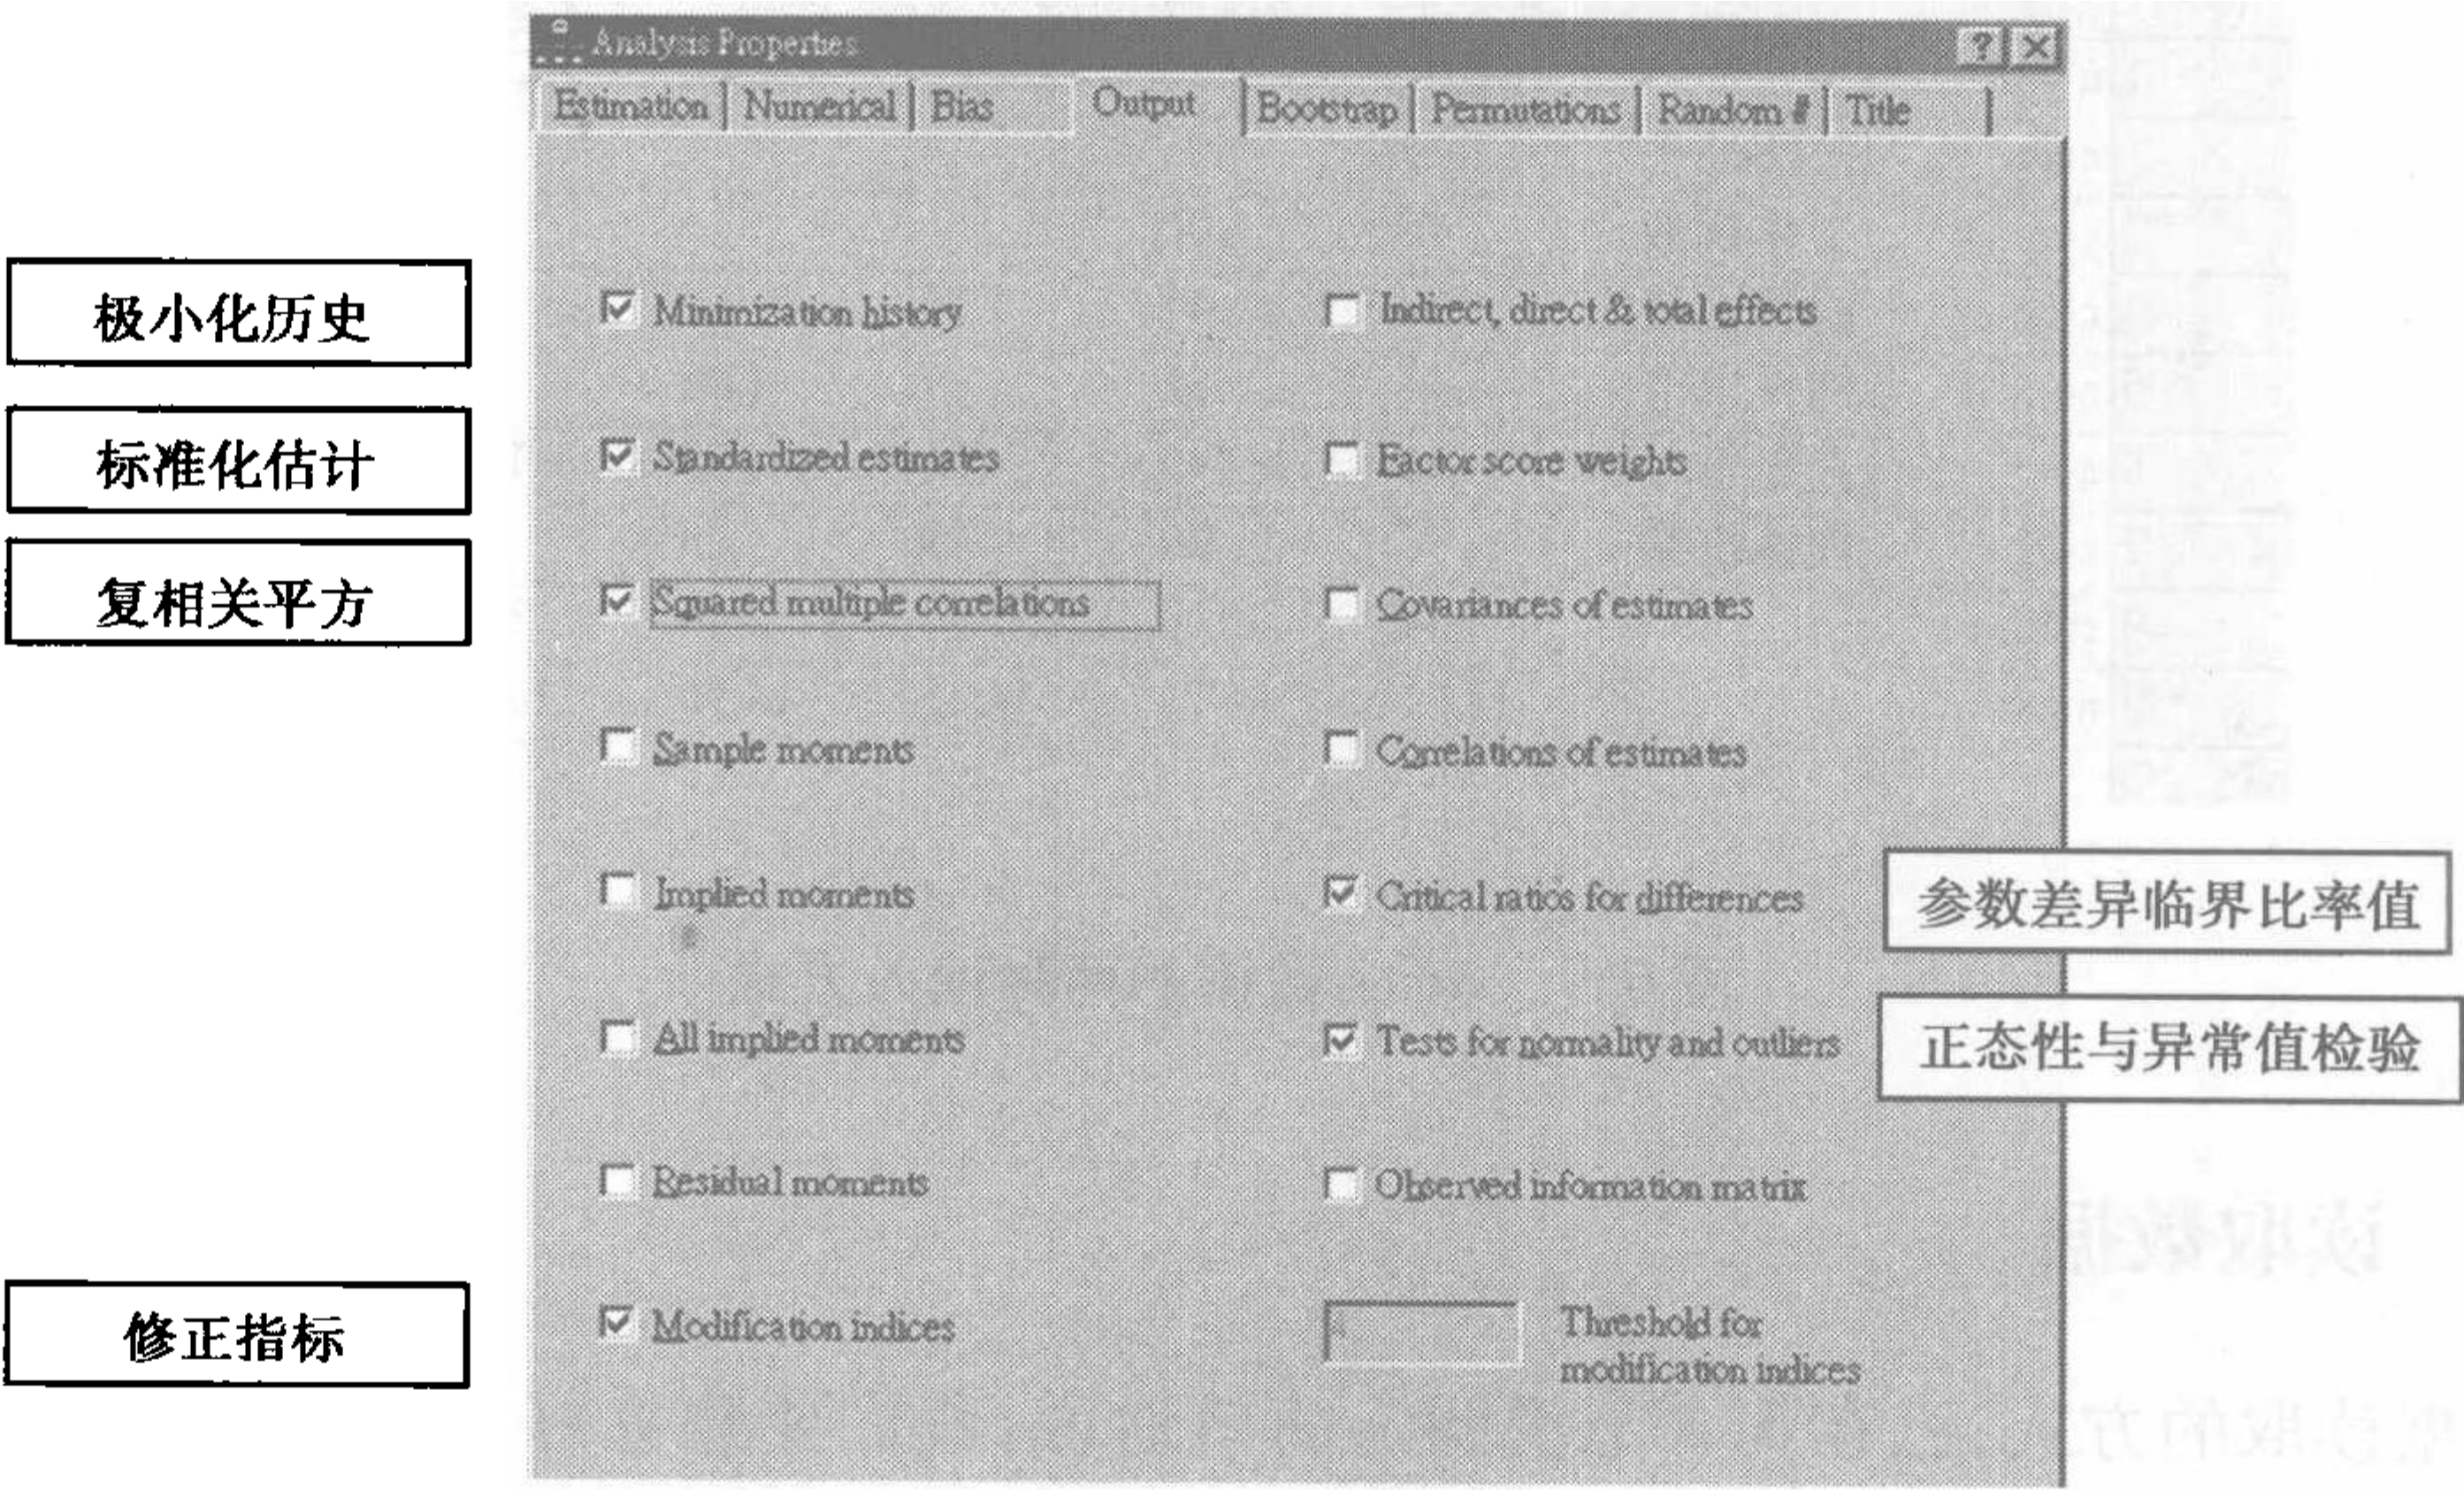 Analysis Properties
Estimation Numerical Bias Output Bootstrap Permutations Random # Title
极小化历史
Minimization history
Indirect, direct & total effects
标准化估计
Standardized estimates
Factor score weights
复相关平方
Squared multiple correlations
Covariances of estimates
Sample moments
Correlations of estimates
Implied moments
Critical ratios for differences
参数差异临界比率值
All implied moments
Tests for normality and outliers
正态性与异常值检验
Residual moments
Observed information matrix
修正指标
Modification indices
4
Threshold for
modification indices